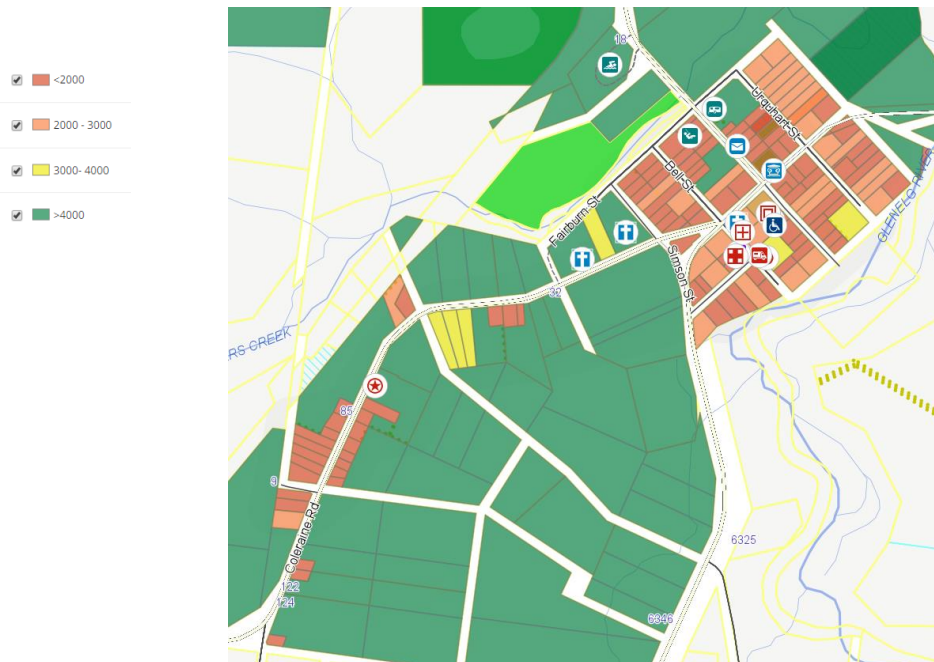 <2000
2000 - 3000
3000- 4000
>4000
18
Urquhart St
Bell-St
GLENELG RIVER
Fairburn St
Simson St
32
RS CREEK
85
9
Coleraine Rd
122
124
6325
6346